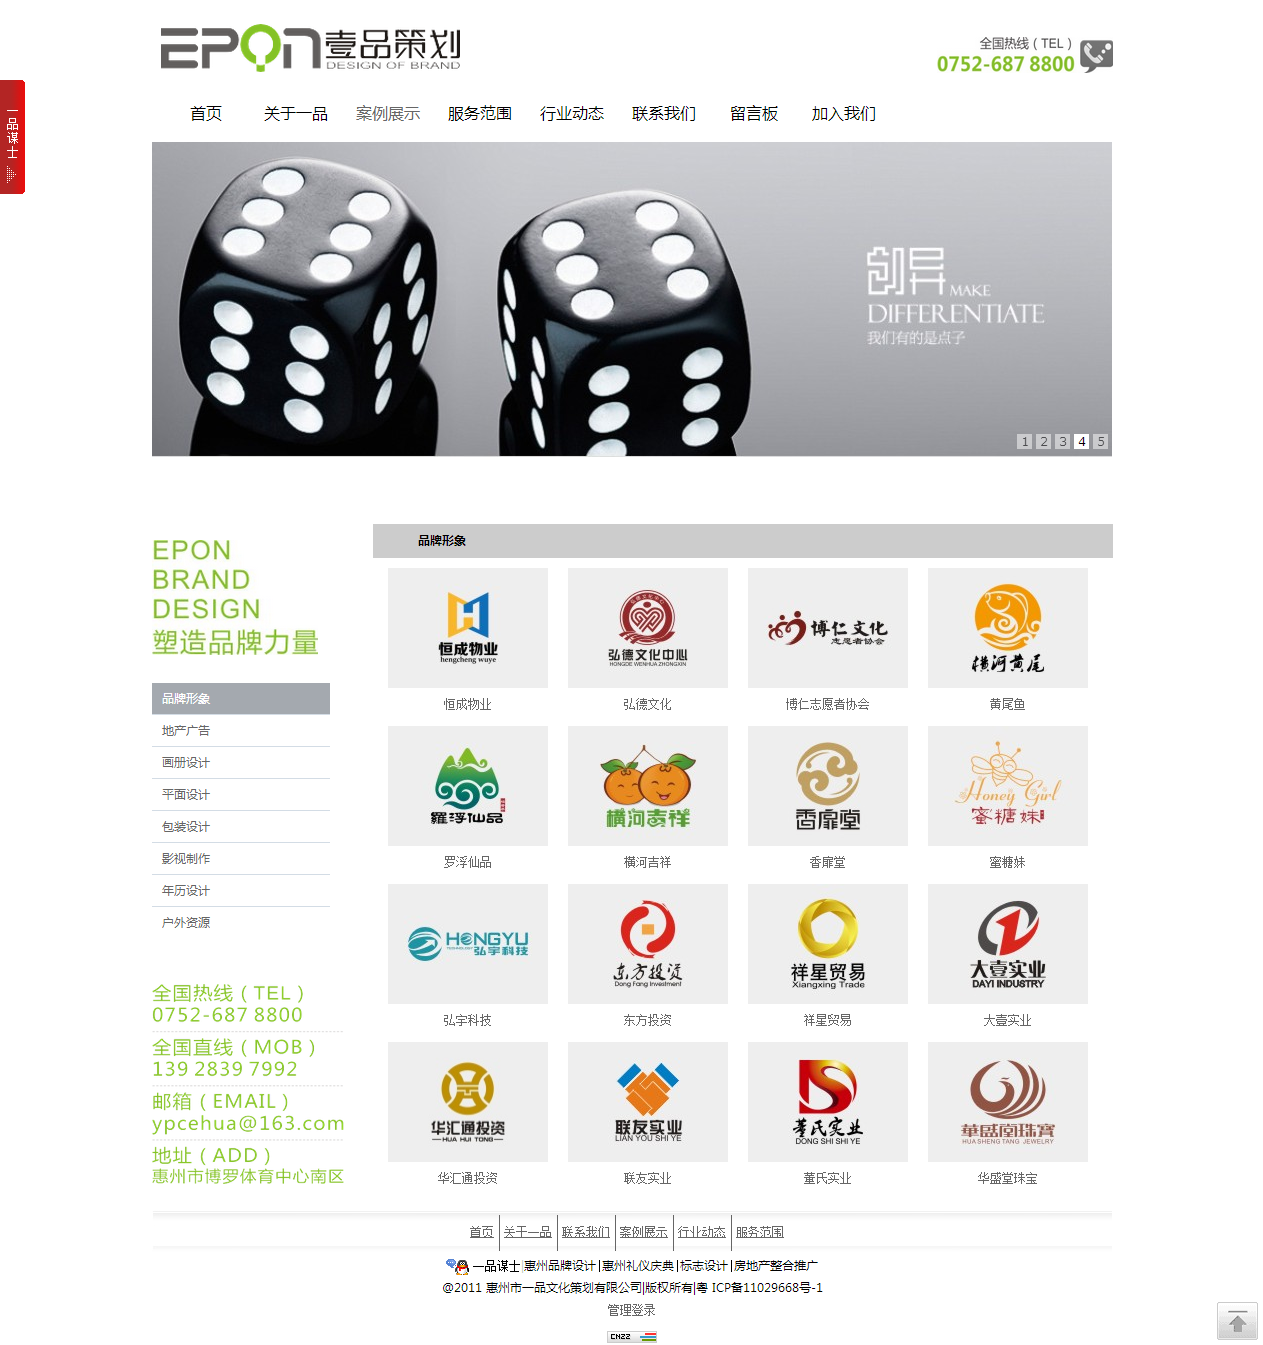 EPON壹品策划
DESIGN OF BRAND
全国热线（TEL）
0752-687 8800
一品谋士
首页 关于一品 案例展示 服务范围 行业动态 联系我们 留言板 加入我们
创异 MAKE
DIFFERENTIATE
我们有的是点子
1 2 3 4 5
EPON
BRAND
DESIGN
塑造品牌力量
品牌形象
地产广告
画册设计
平面设计
包装设计
影视制作
年历设计
户外资源
全国热线（TEL）
0752-687 8800
全国直线（MOB）
139 2839 7992
邮箱（EMAIL）
ypcehua@163.com
地址（ADD）
惠州市博罗体育中心南区
品牌形象
恒成物业
hengcheng wuye
弘德文化中心
HONGDE WENHUA ZHONGXIN
博仁文化
志愿者协会
横河黄尾
恒成物业 弘德文化 博仁志愿者协会 黄尾鱼
羅浮仙品
横河吉祥
香扉堂
Honey Girl
蜜糖妹
罗浮仙品 横河吉祥 香扉堂 蜜糖妹
HONGYU
弘宇科技
东方投资
Dong Fang Investment
祥星贸易
Xiangxing Trade
大壹实业
DAYI INDUSTRY
弘宇科技 东方投资 祥星贸易 大壹实业
华汇通投资
HUA HUI TONG
联友实业
LIAN YOU SHI YE
董氏实业
DONG SHI SHI YE
華盛凰珠寶
HUA SHENG TANG JEWELRY
华汇通投资 联友实业 董氏实业 华盛堂珠宝
首页 关于一品 联系我们 案例展示 行业动态 服务范围
一品谋士|惠州品牌设计|惠州礼仪庆典|标志设计|房地产整合推广
@2011 惠州市一品文化策划有限公司|版权所有|粤 ICP备11029668号-1
管理登录
CNZZ